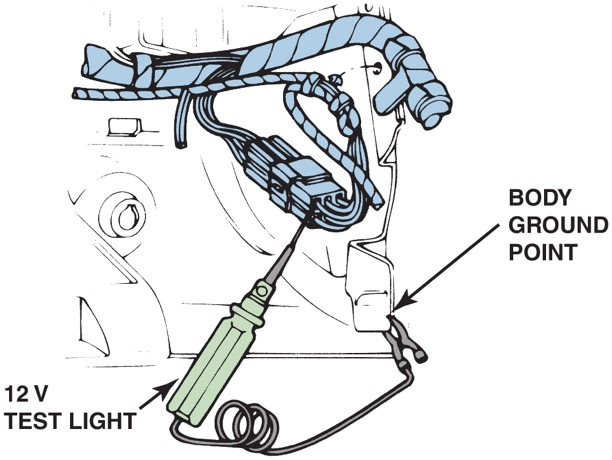 BODY
GROUND
POINT
12 V
TEST LIGHT